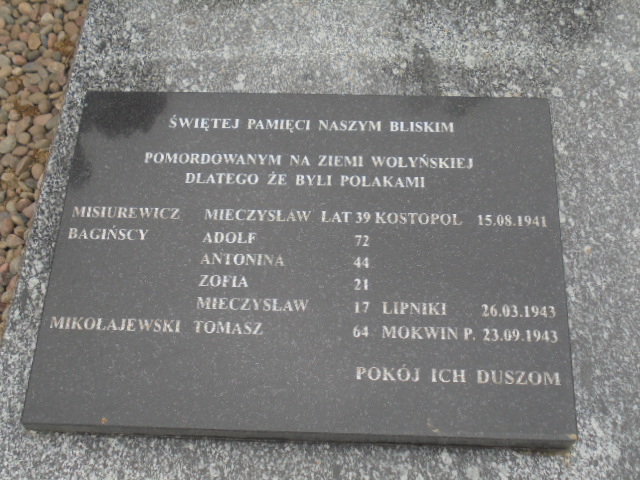 ŚWIĘTEJ PAMIĘCI NASZYM BLISKIM
POMORDOWANYM NA ZIEMI WOŁYŃSKIEJ
DLATEGO ŻE BYLI POLAKAMI
MISIUREWICZ MIECZYSŁAW LAT 39 KOSTOPOL 15.08.1941
BAGIŃSCY ADOLF 72
ANTONINA 44
ZOFIA 21
MIECZYSŁAW 17 LIPNIKI 26.03.1943
MIKOŁAJEWSKI TOMASZ 64 MOKWIN P. 23.09.1943
POKÓJ ICH DUSZOM